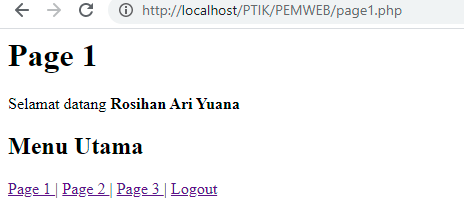 http://localhost/PTIK/PEMWEB/page1.php
Page 1
Selamat datang Rosihan Ari Yuana
Menu Utama
Page 1 | Page 2 | Page 3 | Logout